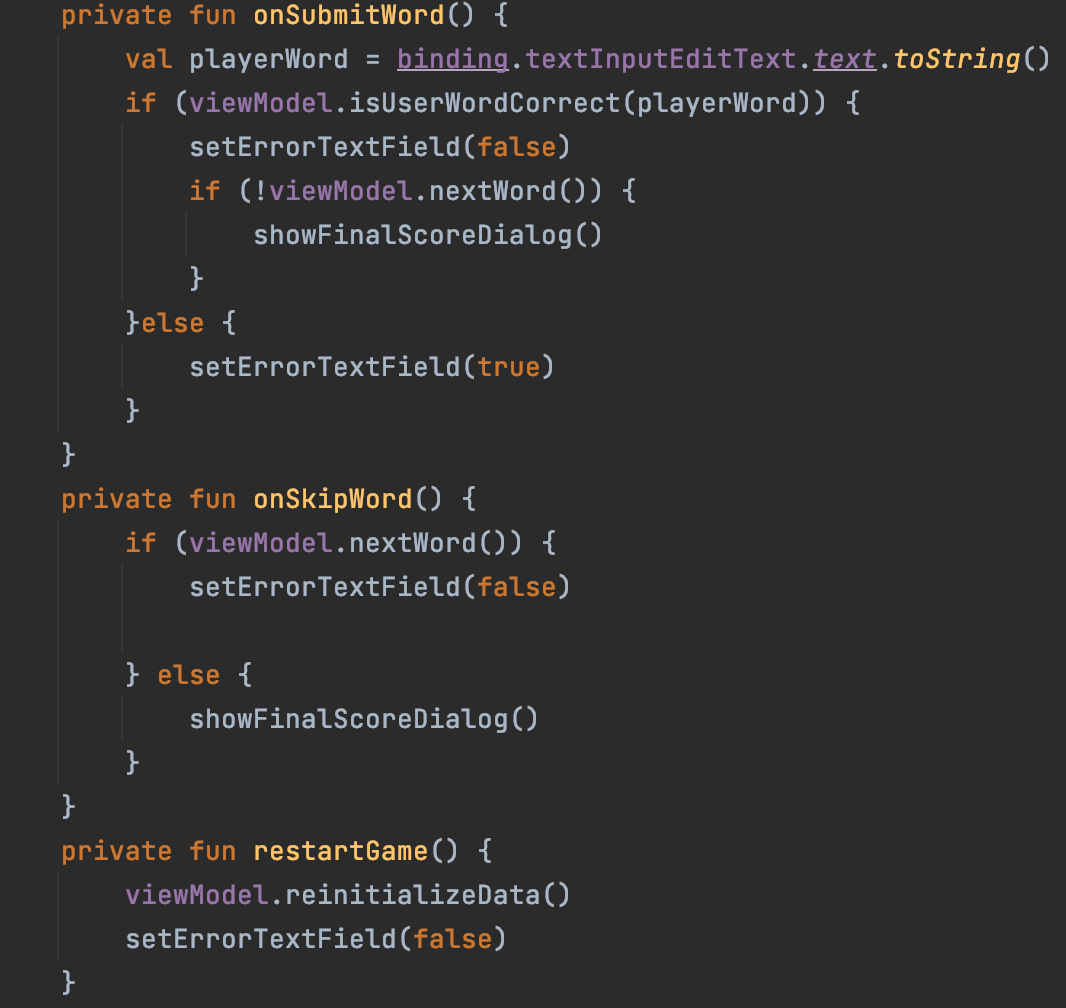 private fun onSubmitWord() {
    val playerWord = binding.textInputEditText.text.toString()
    if (viewModel.isUserWordCorrect(playerWord)) {
        setErrorTextField(false)
        if (!viewModel.nextWord()) {
            showFinalScoreDialog()
        }
    }else {
        setErrorTextField(true)
    }
}
private fun onSkipWord() {
    if (viewModel.nextWord()) {
        setErrorTextField(false)

    } else {
        showFinalScoreDialog()
    }
}
private fun restartGame() {
    viewModel.reinitializeData()
    setErrorTextField(false)
}